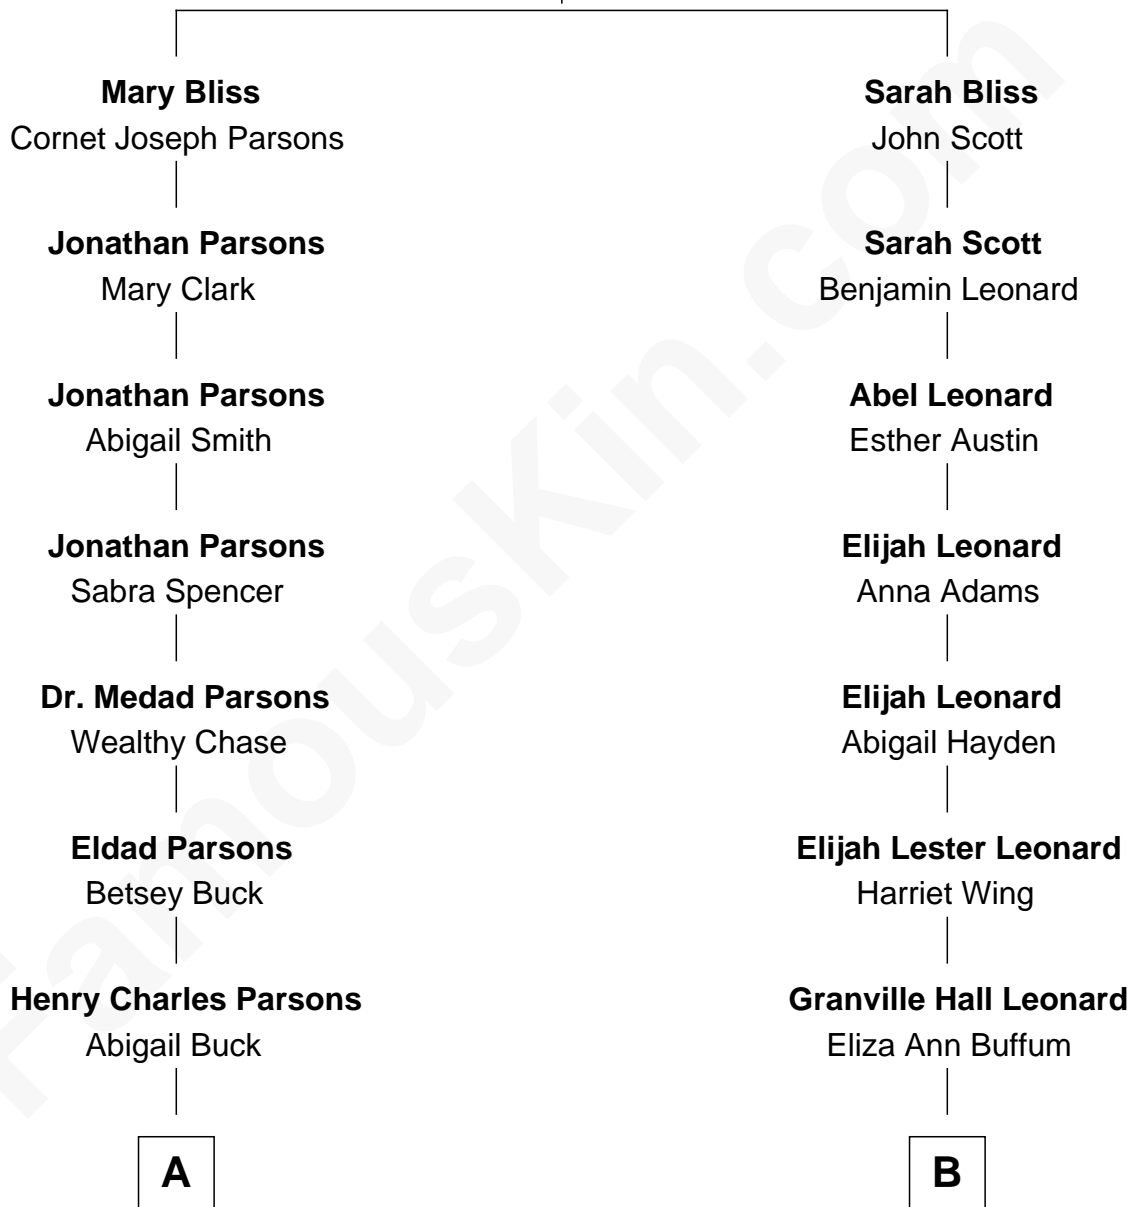 Mary Bliss
Cornet Joseph Parsons
Jonathan Parsons
Mary Clark
Jonathan Parsons
Abigail Smith
Jonathan Parsons
Sabra Spencer
Dr. Medad Parsons
Wealthy Chase
Eldad Parsons
Betsey Buck
Henry Charles Parsons
Abigail Buck
A
Sarah Bliss
John Scott
Sarah Scott
Benjamin Leonard
Abel Leonard
Esther Austin
Elijah Leonard
Anna Adams
Elijah Leonard
Abigail Hayden
Elijah Lester Leonard
Harriet Wing
Granville Hall Leonard
Eliza Ann Buffum
B
FamousKin.com